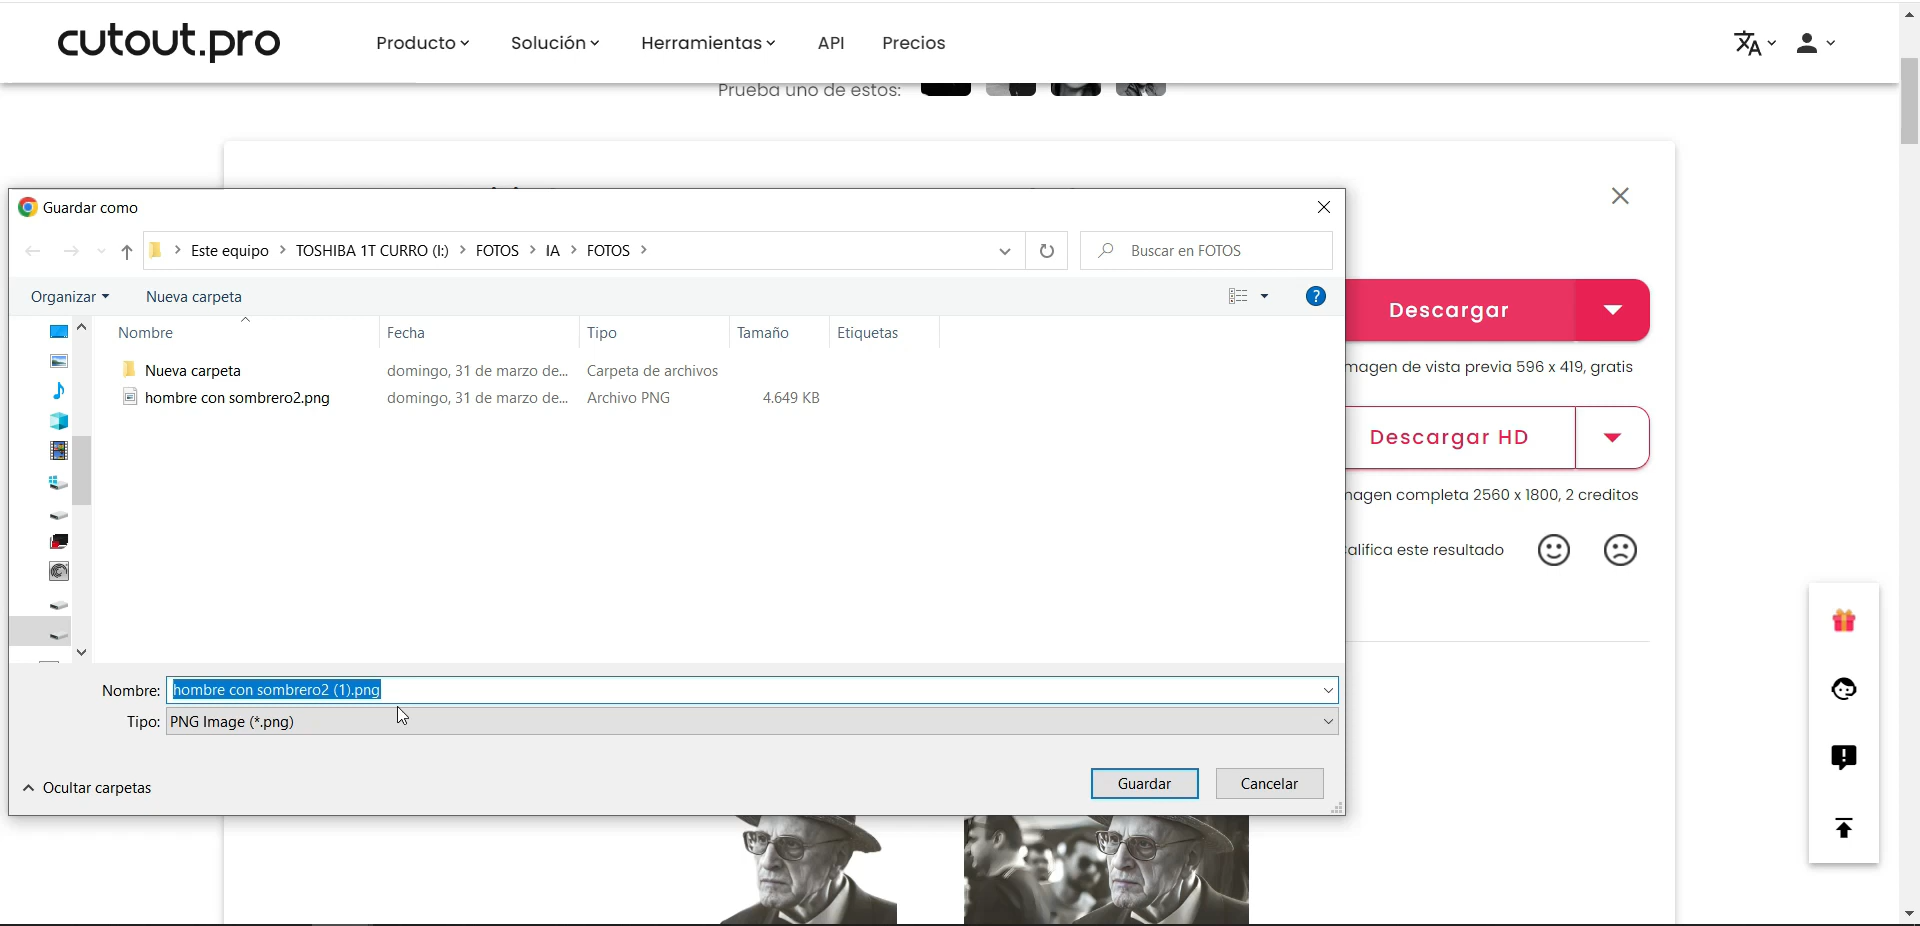 cutout.pro
Producto
Solución
Herramientas
API
Precios
Prueba uno de estos:
Guardar como
Este equipo > TOSHIBA 1T CURRO (I:) > FOTOS > IA > FOTOS >
Buscar en FOTOS
Organizar
Nueva carpeta
Nombre Fecha Tipo Tamaño Etiquetas
Nueva carpeta domingo, 31 de marzo de... Carpeta de archivos
hombre con sombrero2.png domingo, 31 de marzo de... Archivo PNG 4.649 KB
Nombre: hombre con sombrero2 (1).png
Tipo: PNG Image (*.png)
Ocultar carpetas
Guardar
Cancelar
Descargar
magen de vista previa 596 x 419, gratis
Descargar HD
nagen completa 2560 x 1800, 2 creditos
alifica este resultado